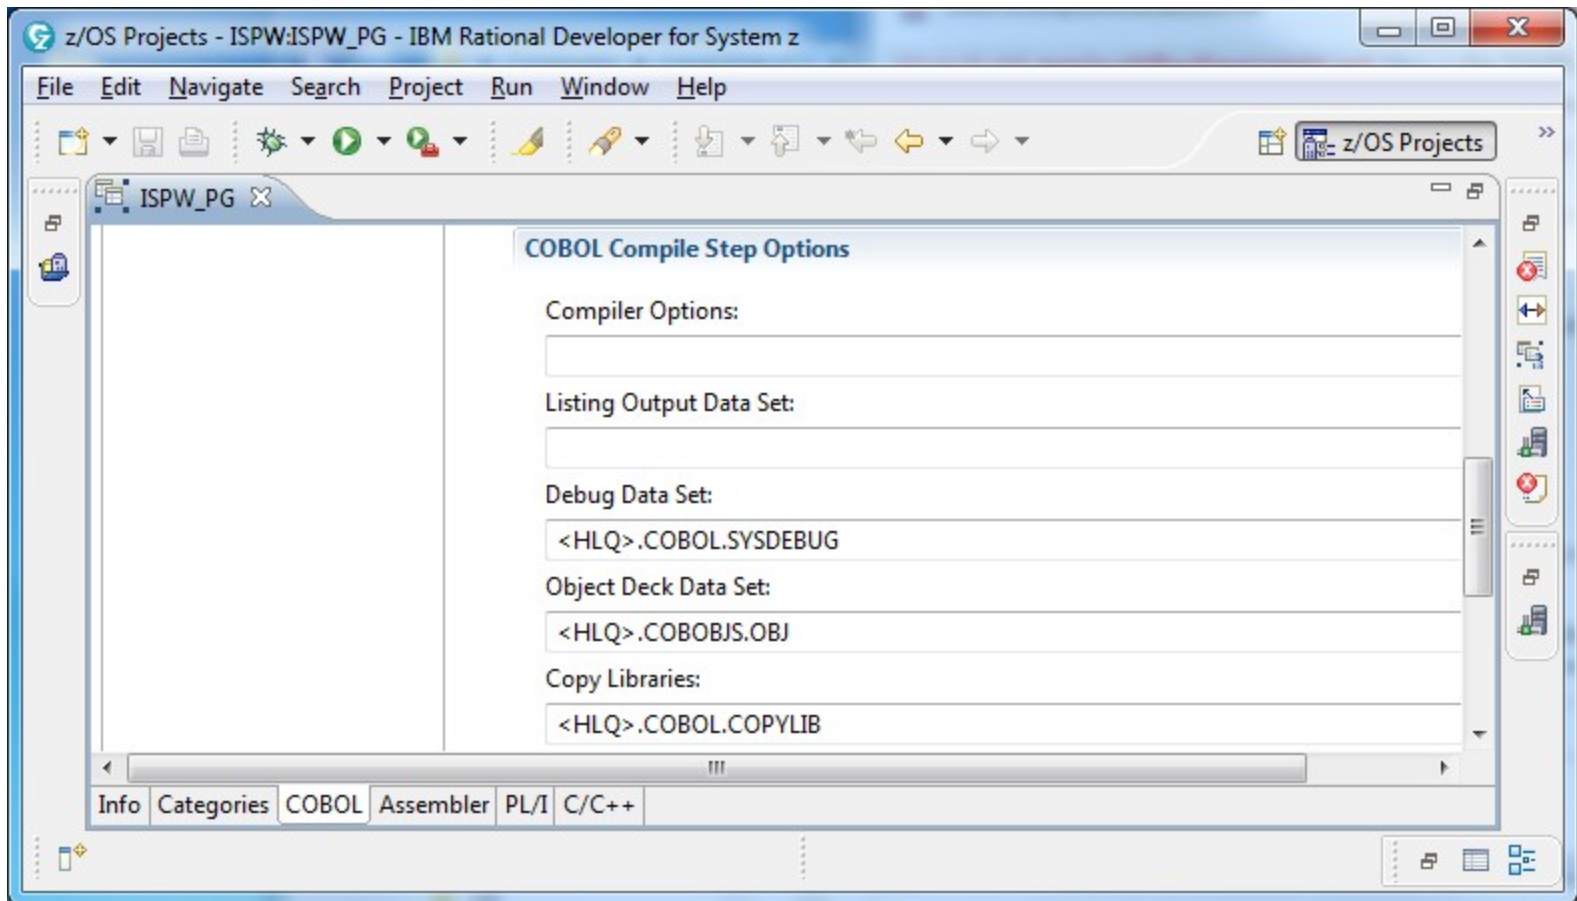 z/OS Projects - ISPW:ISPW_PG - IBM Rational Developer for System z
File Edit Navigate Search Project Run Window Help
z/OS Projects
ISPW_PG
COBOL Compile Step Options
Compiler Options:
Listing Output Data Set:
Debug Data Set:
<HLQ>.COBOL.SYSDEBUG
Object Deck Data Set:
<HLQ>.COBOBJS.OBJ
Copy Libraries:
<HLQ>.COBOL.COPYLIB
Info Categories COBOL Assembler PL/I C/C++